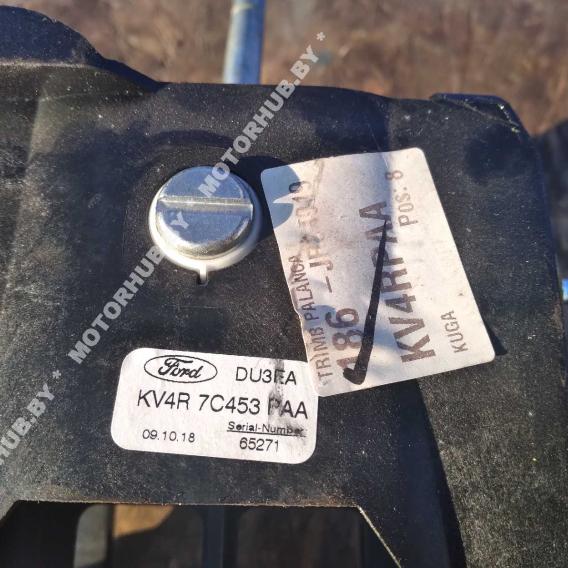 * MOTORHUB.BY * MOTORHUB.BY * MOTORHUB.BY *
TRIMB PALANCA
186
KV4RPAA
KUGA
POS: 8
Ford DU3EA
KV4R 7C453 PAA
09.10.18
Serial-Number
65271